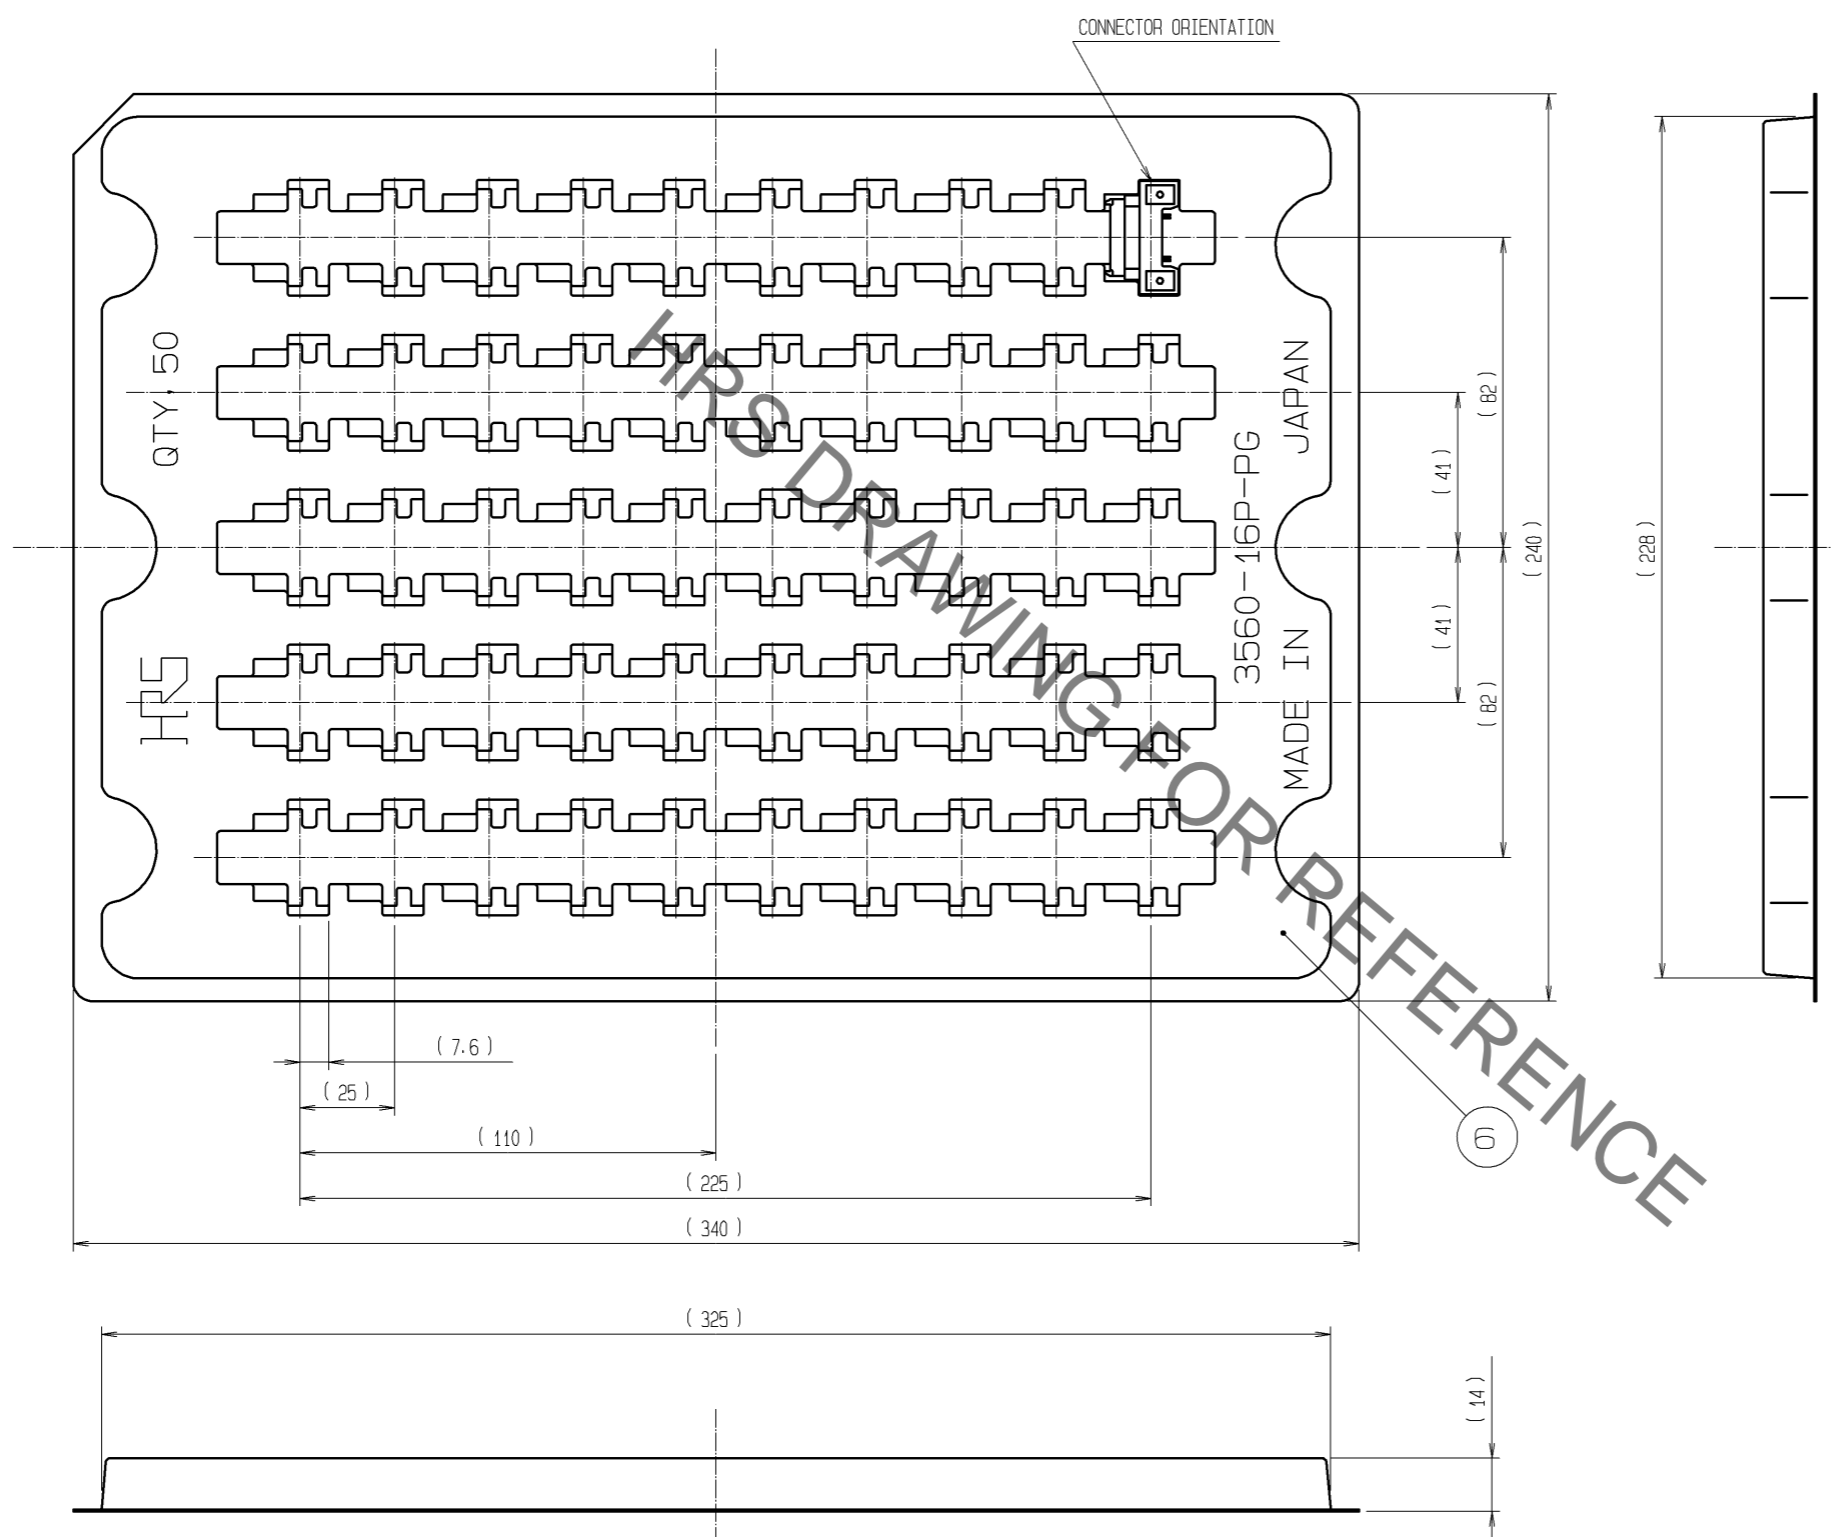 CONNECTOR ORIENTATION
QTY, 50
HRS
3560-16P-PG
MADE IN JAPAN
( 82 )
( 41 )
( 41 )
( 82 )
( 240 )
( 228 )
( 7.6 )
( 25 )
( 110 )
( 225 )
( 340 )
6
( 325 )
( 14 )
HRS DRAWING FOR REFERENCE